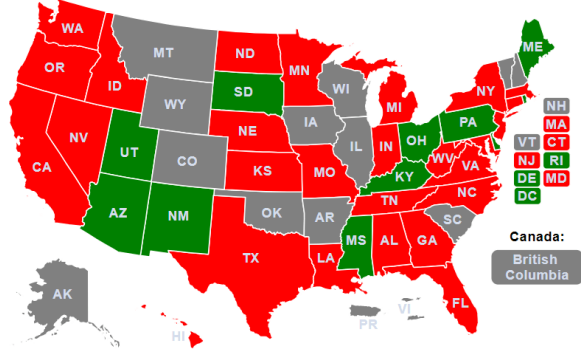 WA
OR
CA
NV
ID
MT
WY
UT
AZ
CO
NM
ND
SD
NE
KS
OK
TX
MN
IA
MO
AR
LA
WI
IL
MI
IN
OH
KY
TN
MS
AL
GA
FL
SC
NC
VA
WV
PA
NY
ME
NH
MA
VT CT
NJ RI
DE MD
DC
Canada:
British
Columbia
AK
HI
PR
VI